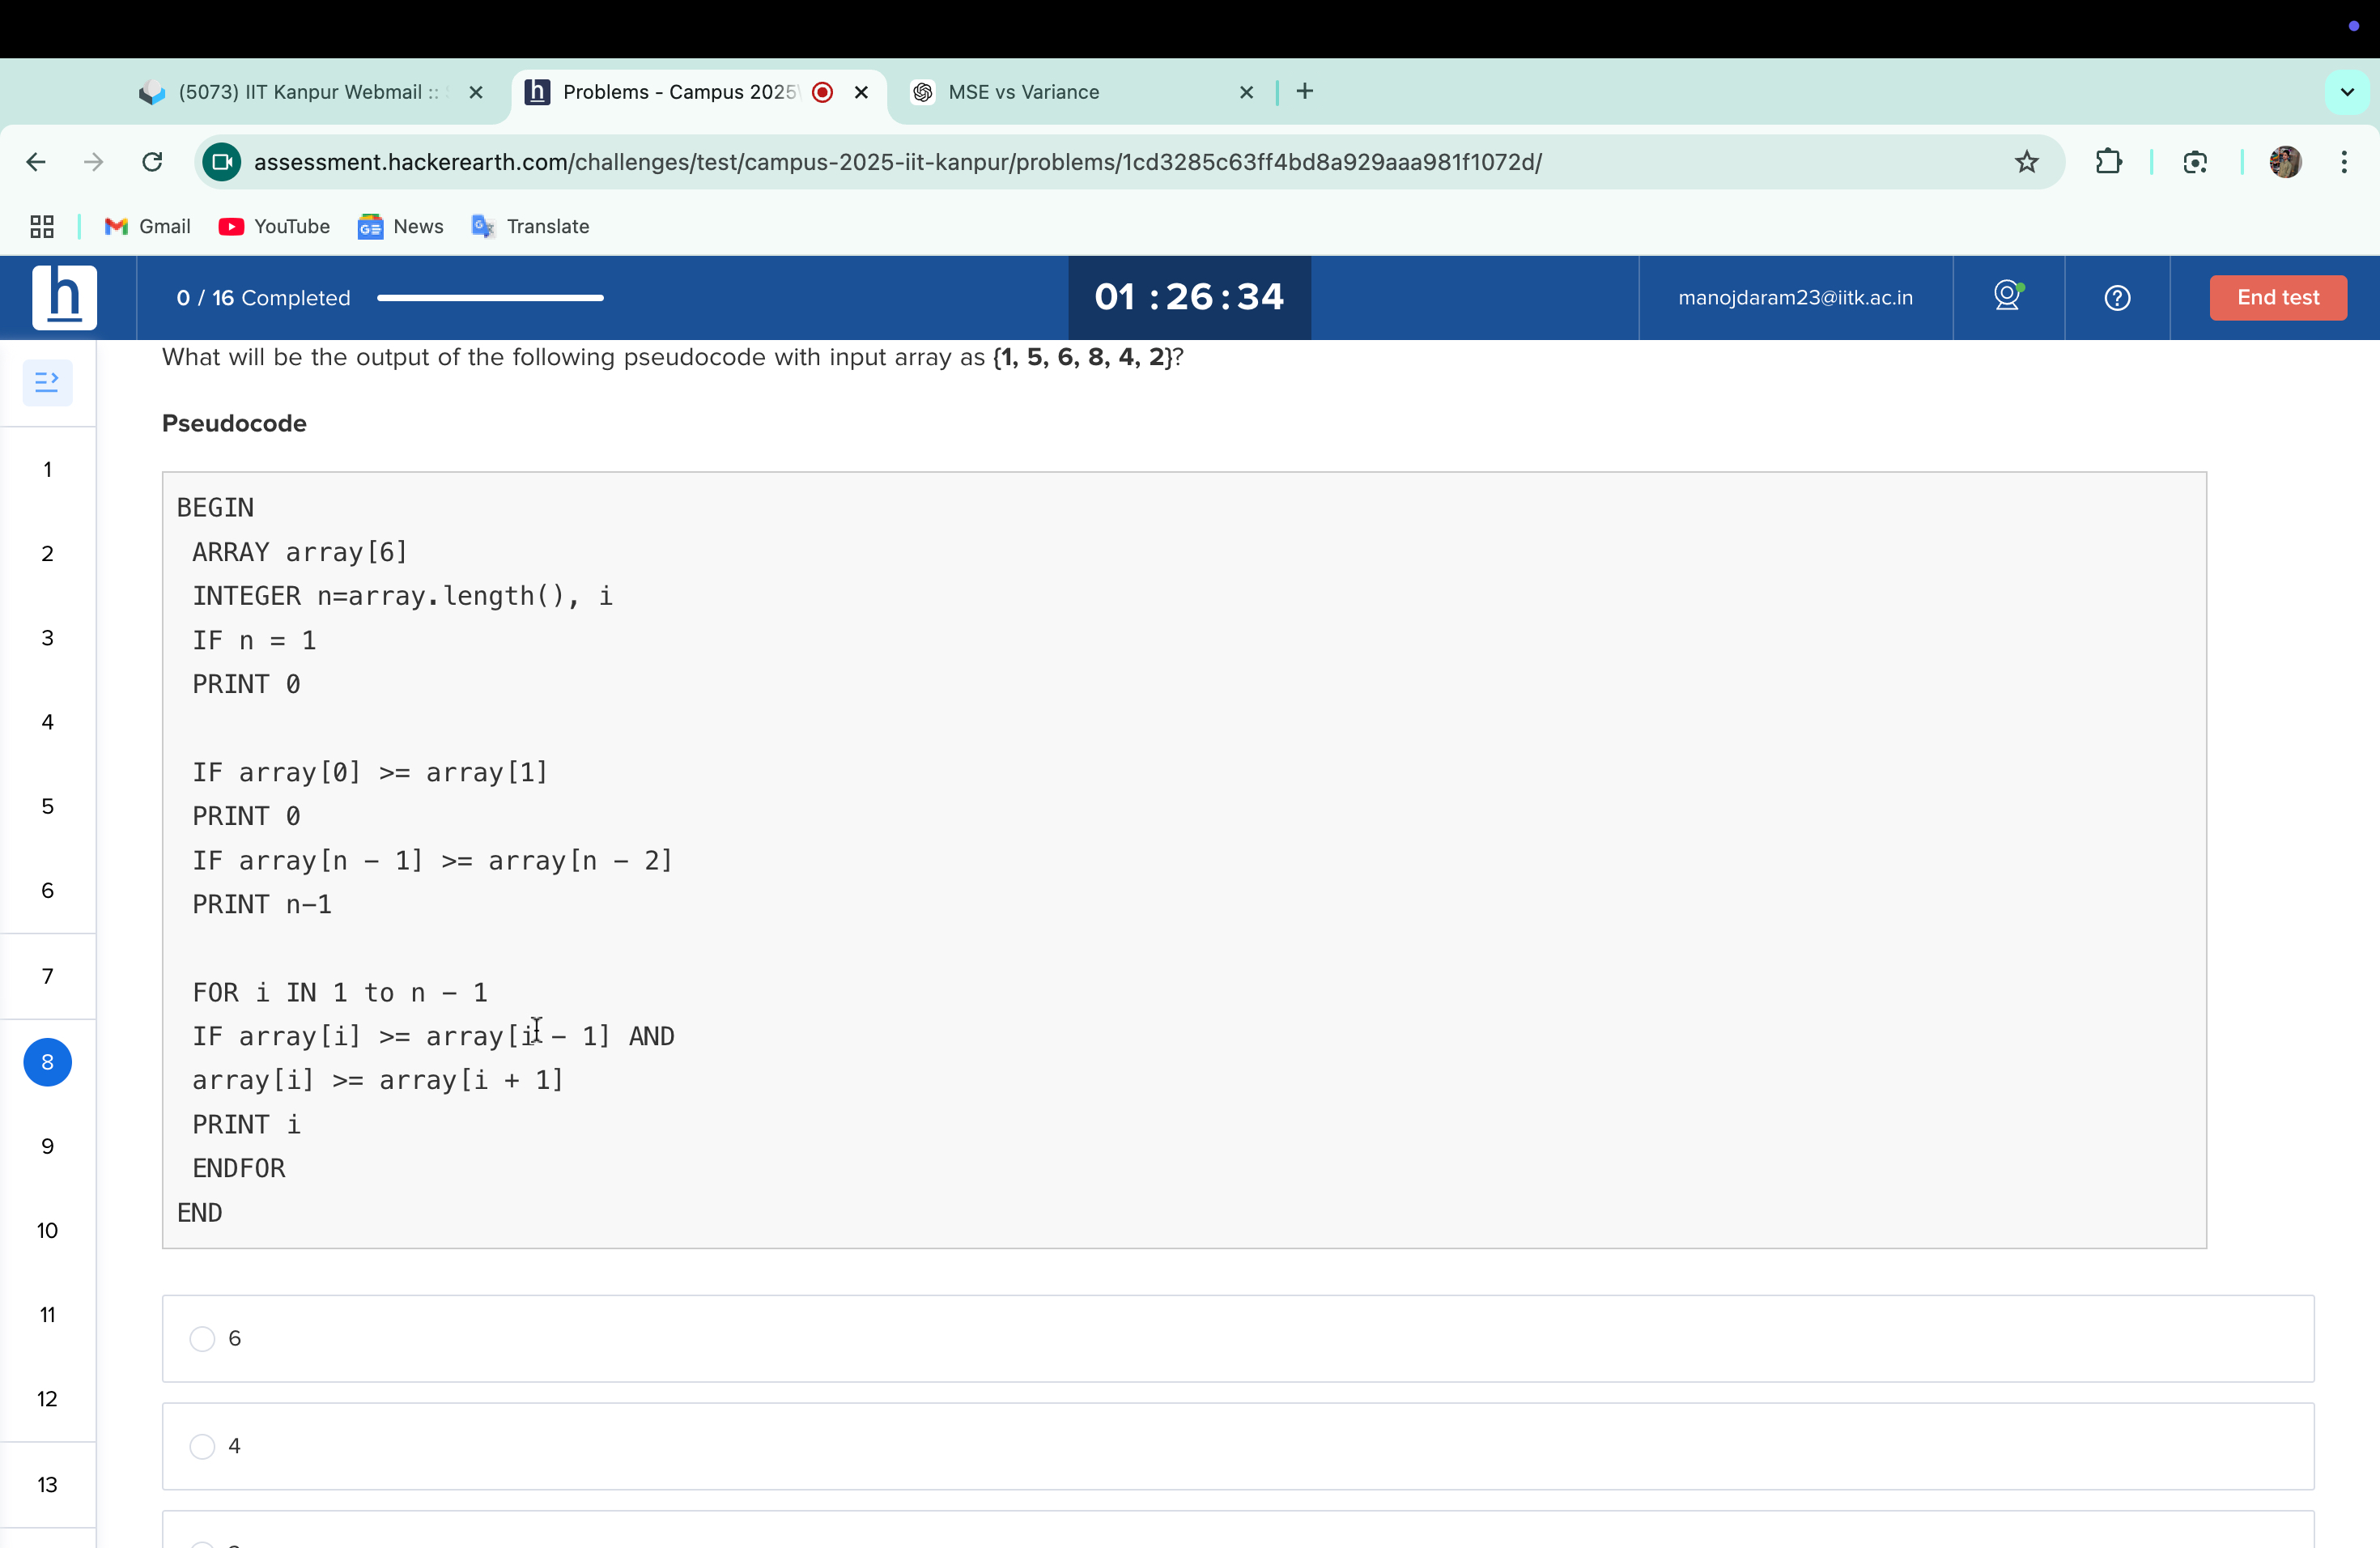 (5073) IIT Kanpur Webmail ::
Problems - Campus 2025
MSE vs Variance
assessment.hackerearth.com/challenges/test/campus-2025-iit-kanpur/problems/1cd3285c63ff4bd8a929aaa981f1072d/
Gmail
YouTube
News
Translate
h
0 / 16 Completed
01 : 26 : 34
manojdaram23@iitk.ac.in
End test
What will be the output of the following pseudocode with input array as {1, 5, 6, 8, 4, 2}?
Pseudocode
BEGIN
ARRAY array[6]
INTEGER n=array.length(), i
IF n = 1
PRINT 0
IF array[0] >= array[1]
PRINT 0
IF array[n - 1] >= array[n - 2]
PRINT n-1
FOR i IN 1 to n - 1
IF array[i] >= array[i - 1] AND
array[i] >= array[i + 1]
PRINT i
ENDFOR
END
6
4
1
2
3
4
5
6
7
8
9
10
11
12
13